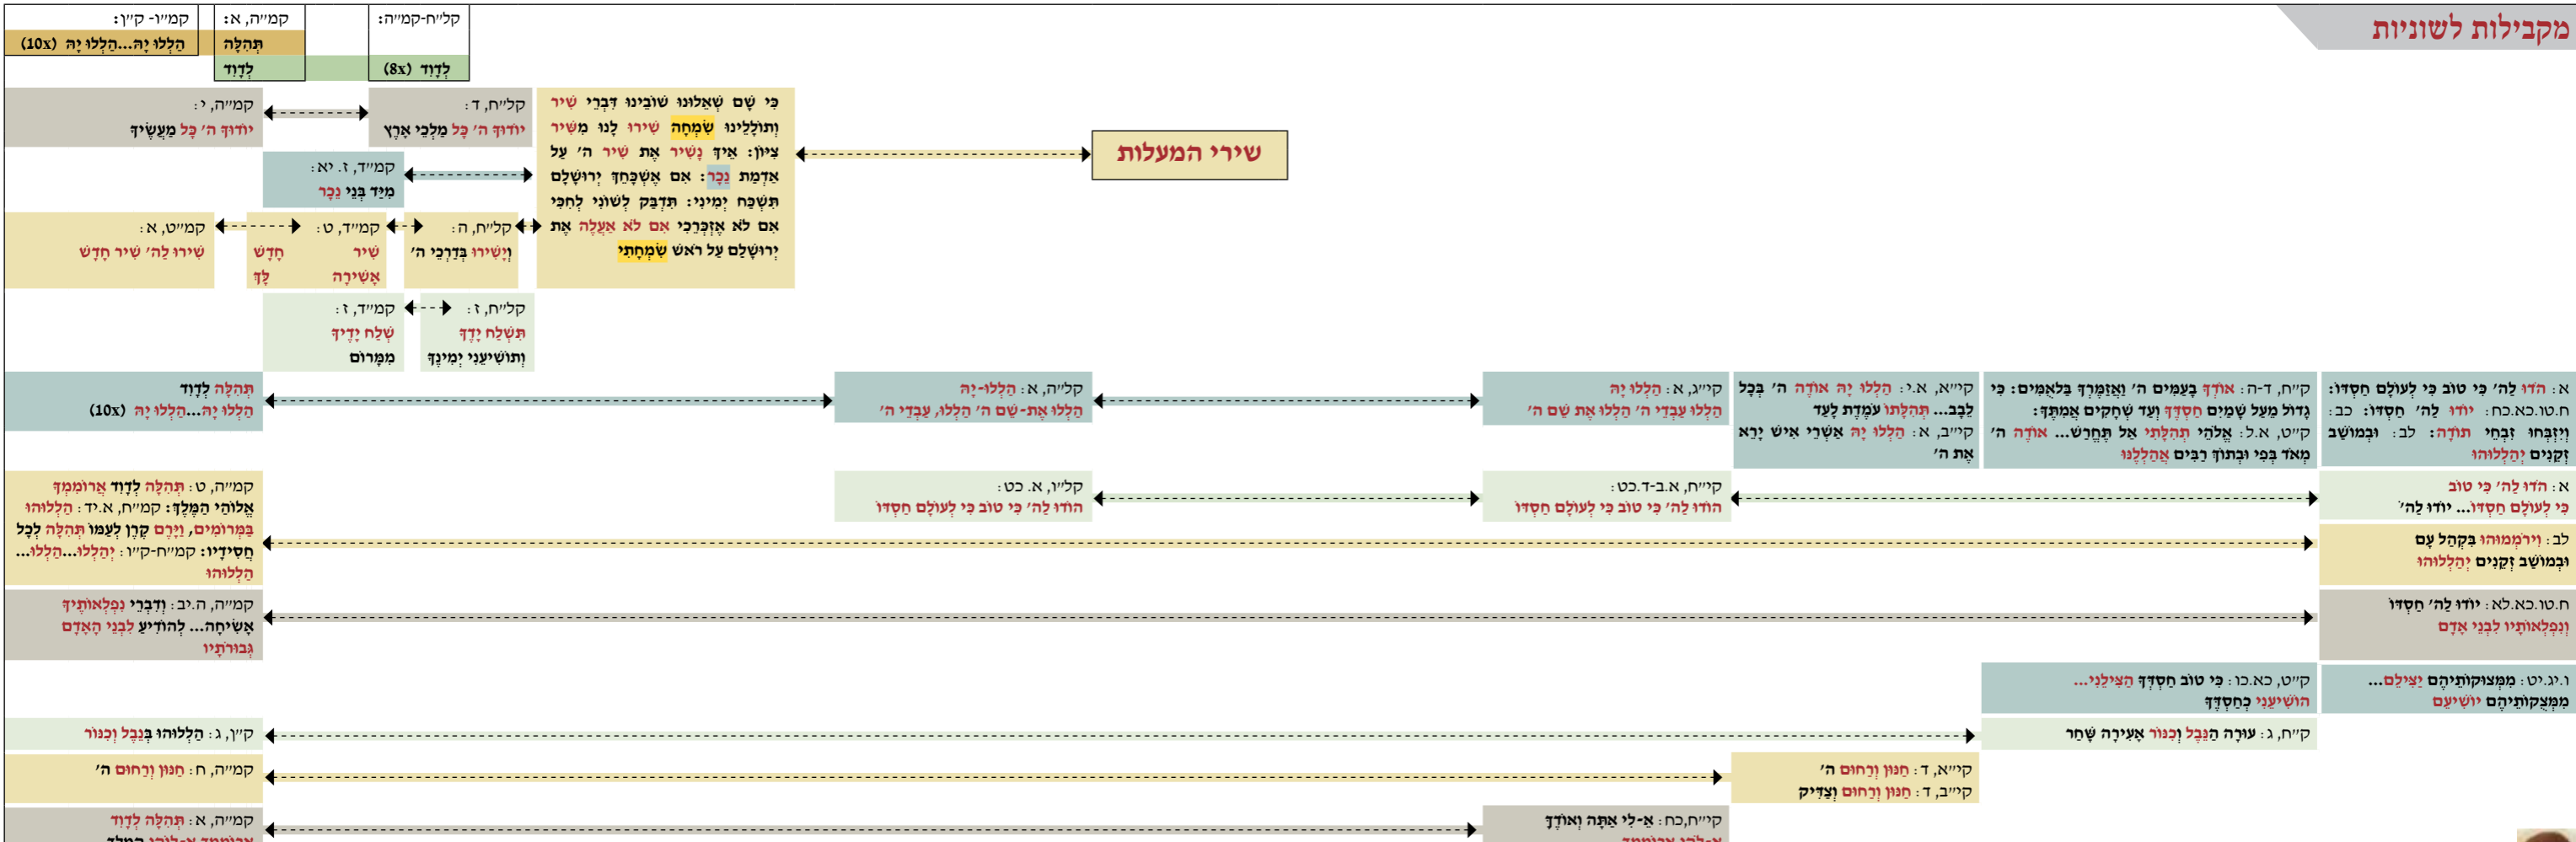 מקבילות לשוניות
קל״ח-קמ״ה:
קמ״ה, א:
קמ״ו- ק״ן:
תְּהִלָּה
הַלְלוּ יָהּ...הַלְלוּ יָהּ (10x)
לְדָוִד (8x)
לְדָוִד
שירי המעלות
כִּי שָׁם שְׁאֵלוּנוּ שׁוֹבֵינוּ דִּבְרֵי שִׁיר
וְתוֹלָלֵינוּ שִׂמְחָה שִׁירוּ לָנוּ מִשִּׁיר
צִיּוֹן: אֵיךְ נָשִׁיר אֶת שִׁיר ה׳ עַל
אַדְמַת נֵכָר: אִם אֶשְׁכָּחֵךְ יְרוּשָׁלָם
תִּשְׁכַּח יְמִינִי: תִּדְבַּק לְשׁוֹנִי לְחִכִּי
אִם לֹא אֶזְכְּרֵכִי אִם לֹא אַעֲלֶה אֶת
יְרוּשָׁלַם עַל רֹאשׁ שִׂמְחָתִי
קל״ח, ד:
יוֹדוּךָ ה׳ כָּל מַלְכֵי אָרֶץ
קמ״ה, י:
יוֹדוּךָ ה׳ כָּל מַעֲשֶׂיךָ
קמ״ד, ז. יא:
מִיַּד בְּנֵי נֵכָר
קל״ח, ה:
וְיָשִׁירוּ בְּדַרְכֵי ה׳
קמ״ד, ט:
שִׁיר חָדָשׁ
אָשִׁירָה לָּךְ
קמ״ט, א:
שִׁירוּ לַה׳ שִׁיר חָדָשׁ
קל״ח, ז:
תִּשְׁלַח יָדֶךָ
וְתוֹשִׁיעֵנִי יְמִינֶךָ
קמ״ד, ז:
שְׁלַח יָדֶיךָ
מִמָּרוֹם
א: הֹדוּ לַה׳ כִּי טוֹב כִּי לְעוֹלָם חַסְדּוֹ:
ח.טו.כא.כח: יוֹדוּ לַה׳ חַסְדּוֹ: כב:
וְיִזְבְּחוּ זִבְחֵי תוֹדָה: לב: וּבְמוֹשַׁב
זְקֵנִים יְהַלְלוּהוּ
ק״ח, ד-ה: אוֹדְךָ בָעַמִּים ה׳ וַאֲזַמֶּרְךָ בַּלְאֻמִּים: כִּי
גָדוֹל מֵעַל שָׁמַיִם חַסְדֶּךָ וְעַד שְׁחָקִים אֲמִתֶּךָ:
ק״ט, א.ל: אֱלֹהֵי תְהִלָּתִי אַל תֶּחֱרַשׁ... אוֹדֶה ה׳
מְאֹד בְּפִי וּבְתוֹךְ רַבִּים אֲהַלְלֶנּוּ
קי״א, א.י: הַלְלוּ יָהּ אוֹדֶה ה׳ בְּכָל
לֵבָב... תְּהִלָּתוֹ עֹמֶדֶת לָעַד
קי״ב, א: הַלְלוּ יָהּ אַשְׁרֵי אִישׁ יָרֵא
אֶת ה׳
קי״ג, א: הַלְלוּ יָהּ
הַלְלוּ עַבְדֵי ה׳ הַלְלוּ אֶת שֵׁם ה׳
קל״ה, א: הַלְלוּ-יָהּ
הַלְלוּ אֶת-שֵׁם ה׳ הַלְלוּ, עַבְדֵי ה׳
תְּהִלָּה לְדָוִד
הַלְלוּ יָהּ...הַלְלוּ יָהּ (10x)
א: הֹדוּ לַה׳ כִּי טוֹב
כִּי לְעוֹלָם חַסְדּוֹ... יוֹדוּ לַה׳
קי״ח, א.ב-ד.כט:
הוֹדוּ לַה׳ כִּי טוֹב כִּי לְעוֹלָם חַסְדּוֹ
קל״ו, א. כט:
הוֹדוּ לַה׳ כִּי טוֹב כִּי לְעוֹלָם חַסְדּוֹ
קמ״ה, ט: תְּהִלָּה לְדָוִד אֲרוֹמִמְךָ
אֱלוֹהַי הַמֶּלֶךְ: קמ״ח, א.יד: הַלְלוּהוּ
בַּמְּרוֹמִים, וַיָּרֶם קֶרֶן לְעַמּוֹ תְּהִלָּה לְכָל
חֲסִידָיו: קמ״ח-ק״ו: יְהַלְלוּ...הַלְלוּ...
הַלְלוּהוּ
לב: וִירֹמְמוּהוּ בִּקְהַל עָם
וּבְמוֹשַׁב זְקֵנִים יְהַלְלוּהוּ
ח.טו.כא.לא: יוֹדוּ לַה׳ חַסְדּוֹ
וְנִפְלְאוֹתָיו לִבְנֵי אָדָם
קמ״ה, ה.יב: וְדִבְרֵי נִפְלְאוֹתֶיךָ
אָשִׂיחָה... לְהוֹדִיעַ לִבְנֵי הָאָדָם
גְּבוּרֹתָיו
ו.יג.יט: מִמְּצוּקוֹתֵיהֶם יַצִּילֵם...
מִמְּצֻקוֹתֵיהֶם יוֹשִׁיעֵם
ק״ט, כא.כו: כִּי טוֹב חַסְדְּךָ הַצִּילֵנִי...
הוֹשִׁיעֵנִי כְחַסְדֶּךָ
ק״ח, ג: עוּרָה הַנֵּבֶל וְכִנּוֹר אָעִירָה שָּׁחַר
ק״ן, ג: הַלְלוּהוּ בְּנֵבֶל וְכִנּוֹר
קי״א, ד: חַנּוּן וְרַחוּם ה׳
קי״ב, ד: חַנּוּן וְרַחוּם וְצַדִּיק
קמ״ה, ח: חַנּוּן וְרַחוּם ה׳
קי״ח,כח: אֵ-לִי אַתָּה וְאוֹדֶךָּ
קמ״ה, א: תְּהִלָּה לְדָוִד